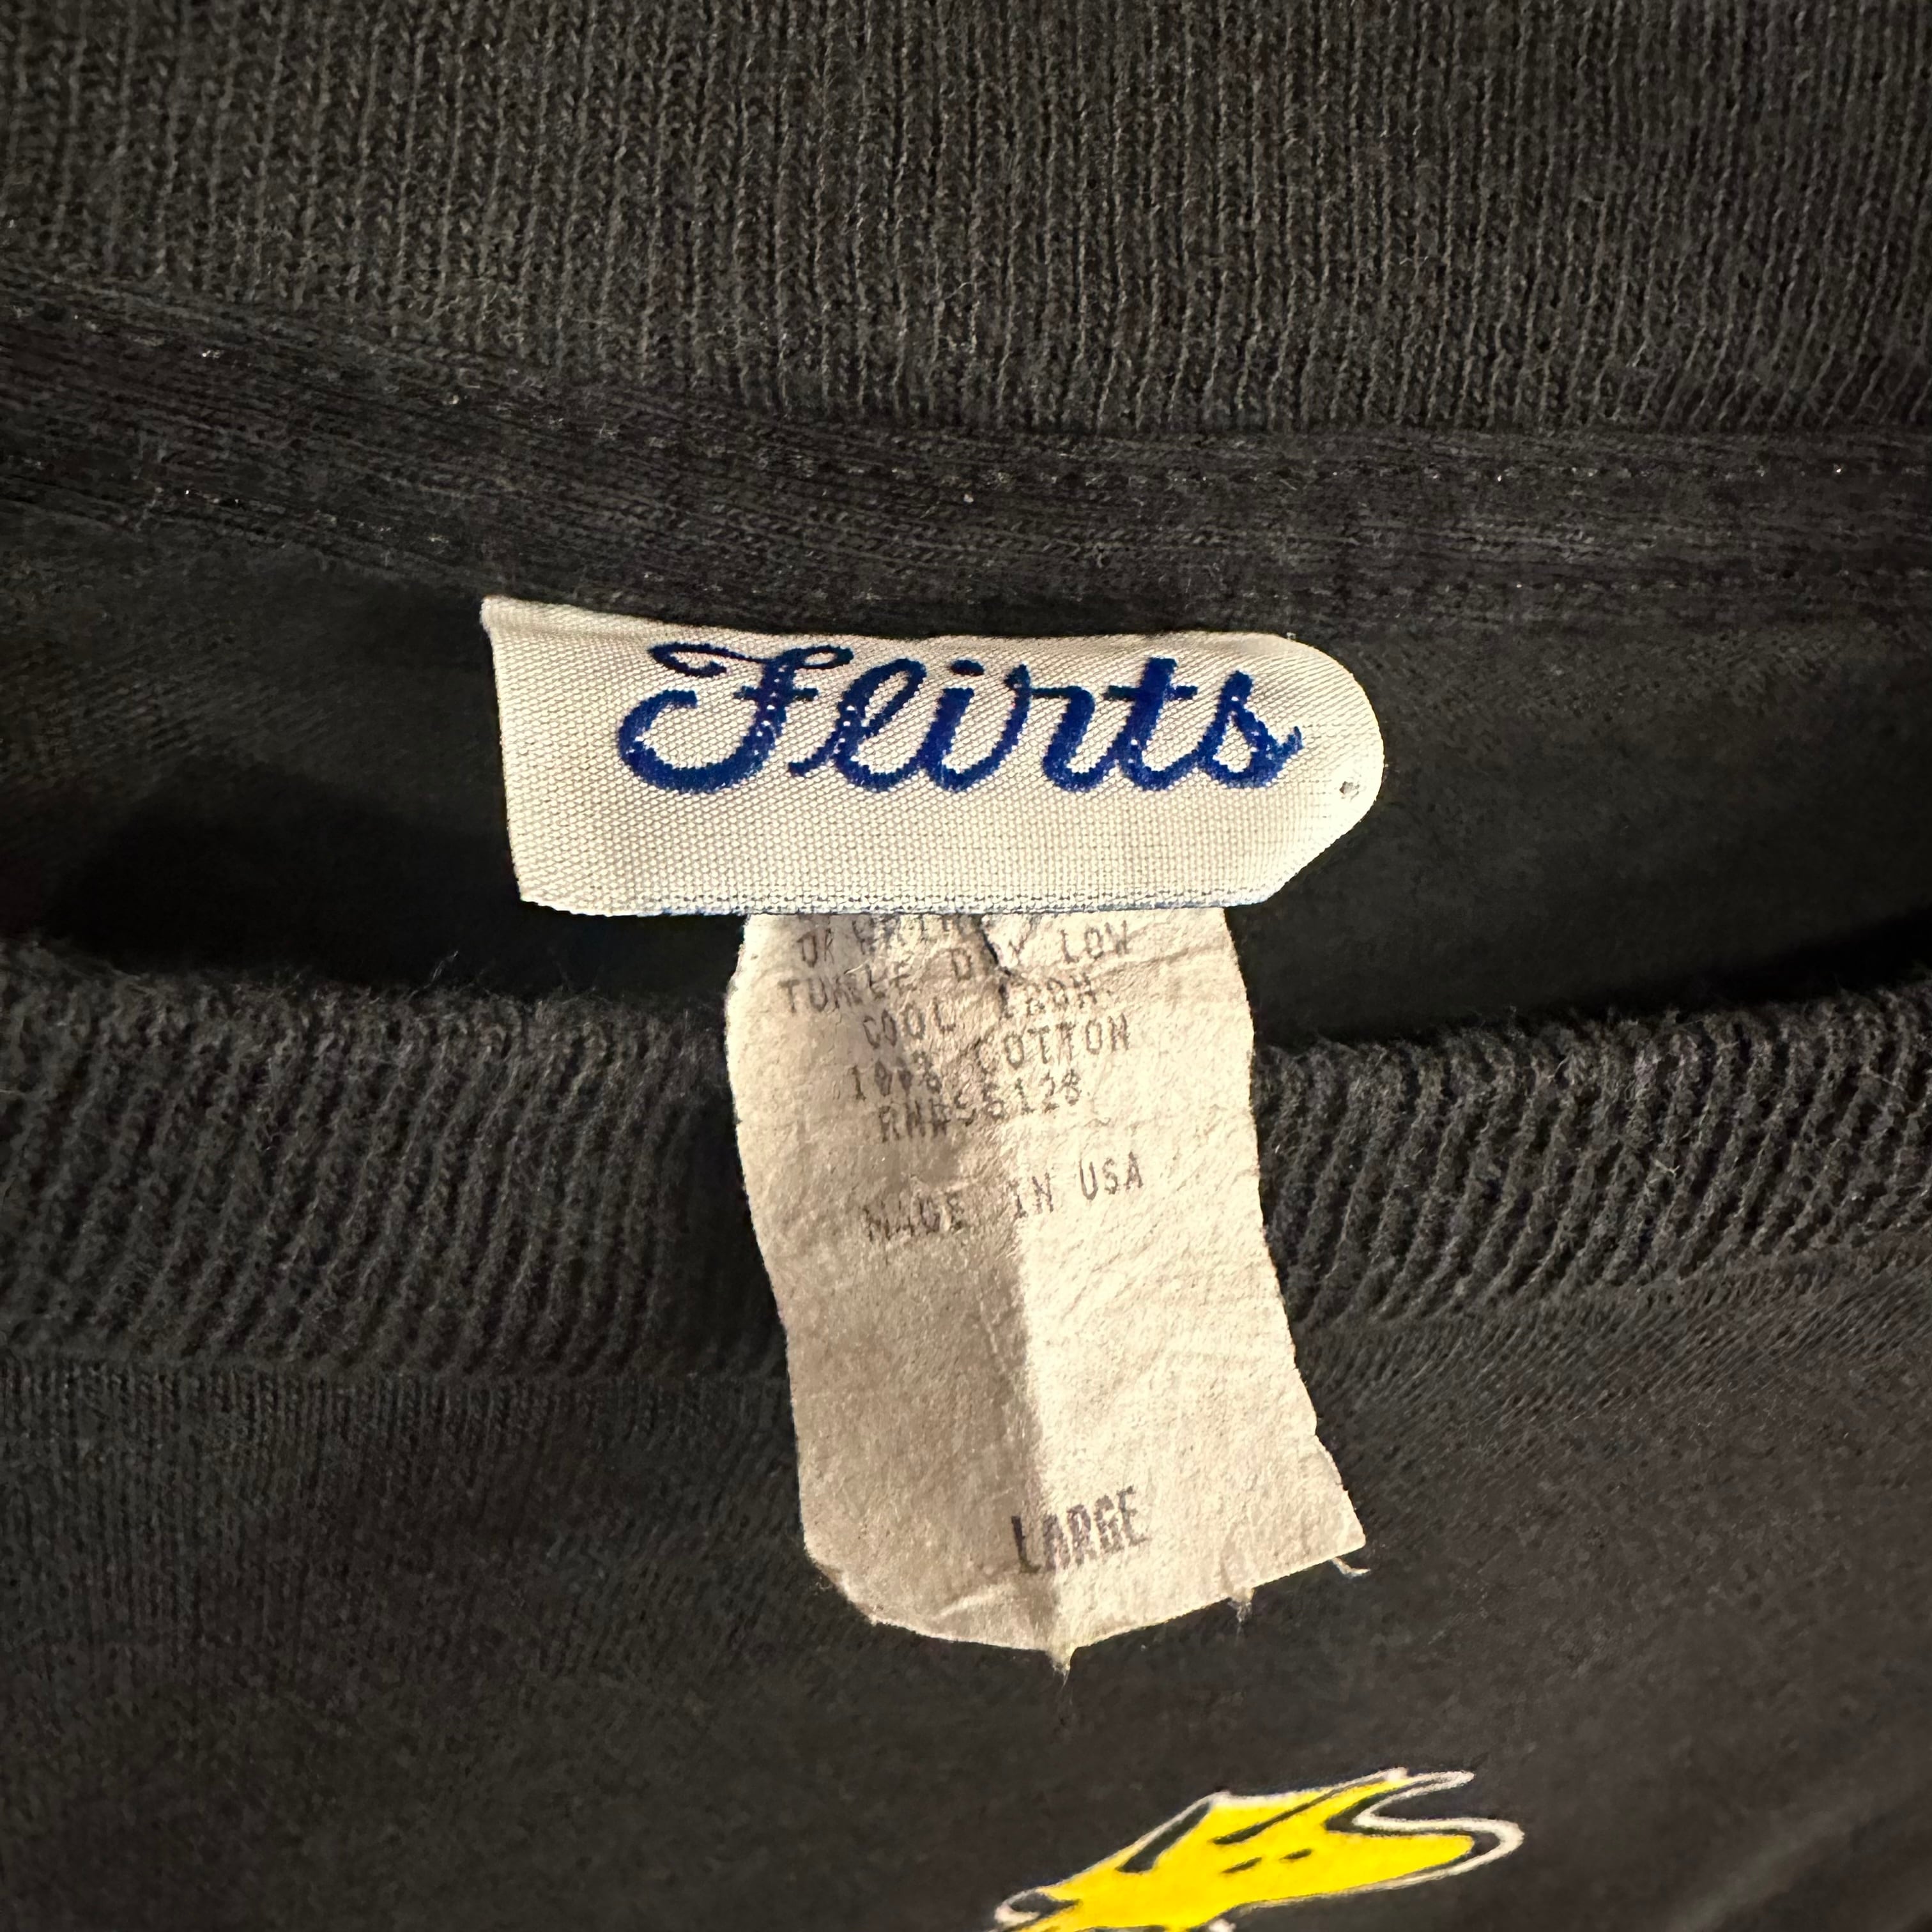 Flirts
TUMBLE DRY LOW
COOL IRON
100% COTTON
MADE IN USA
LARGE